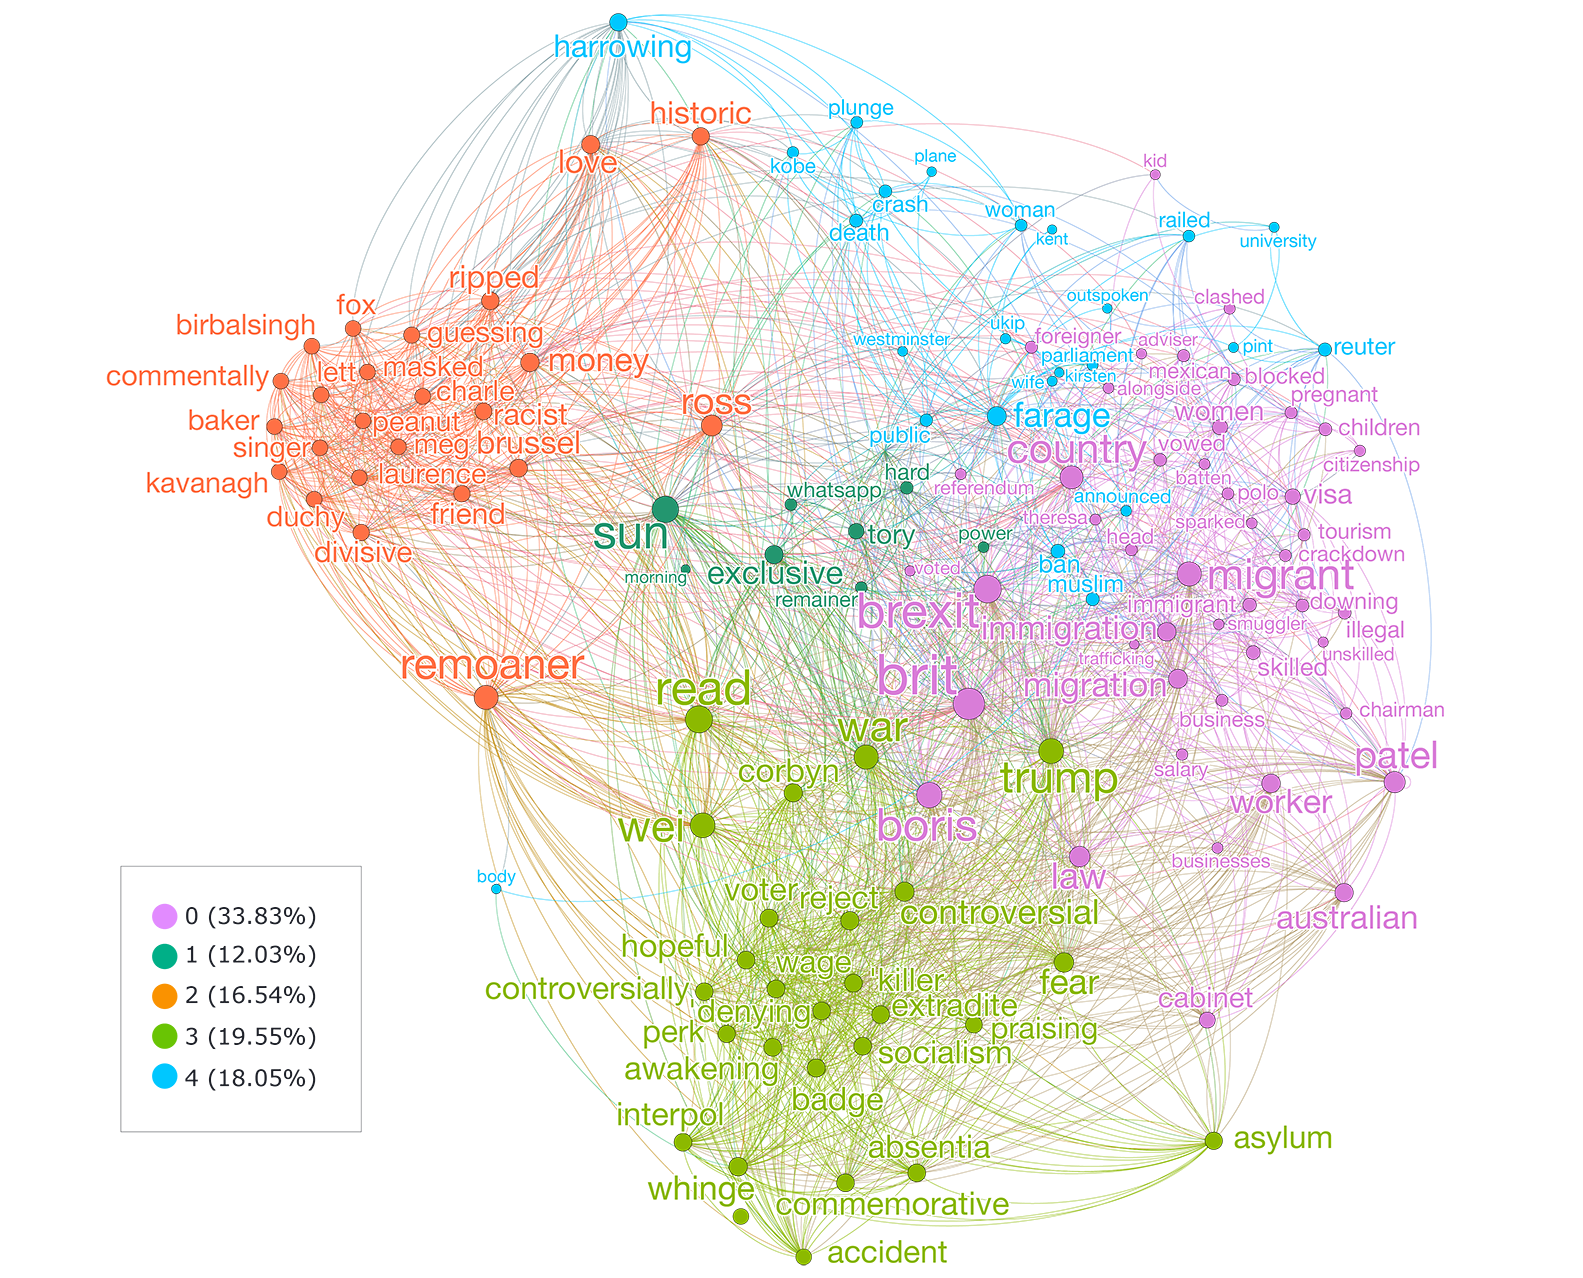 harrowing
historic
love
plunge
kobe
plane
crash
death
woman
kent
kid
railed
university
ripped
fox
birbalsingh
guessing
commentally
lett
masked
money
charle
baker
peanut
racist
singer
meg
brussel
kavanagh
laurence
duchy
friend
divisive
ross
outspoken
clashed
westminster
ukip
foreigner
adviser
pint
reuter
parliament
mexican
blocked
wife
kirsten
alongside
pregnant
farage
women
public
country
vowed
children
citizenship
hard
referendum
batten
whatsapp
announced
polo
visa
sun
tory
power
theresa
sparked
tourism
head
crackdown
morning
exclusive
voted
ban
migrant
remainer
muslim
brexit
immigrant
downing
immigration
smuggler
illegal
trafficking
unskilled
skilled
remoaner
read
brit
migration
business
chairman
war
corbyn
trump
salary
patel
wei
boris
worker
businesses
body
law
voter
reject
controversial
australian
hopeful
wage
killer
fear
controversially
denying
extradite
cabinet
perk
praising
awakening
socialism
badge
interpol
absentia
asylum
whinge
commemorative
accident
0 (33.83%)
1 (12.03%)
2 (16.54%)
3 (19.55%)
4 (18.05%)